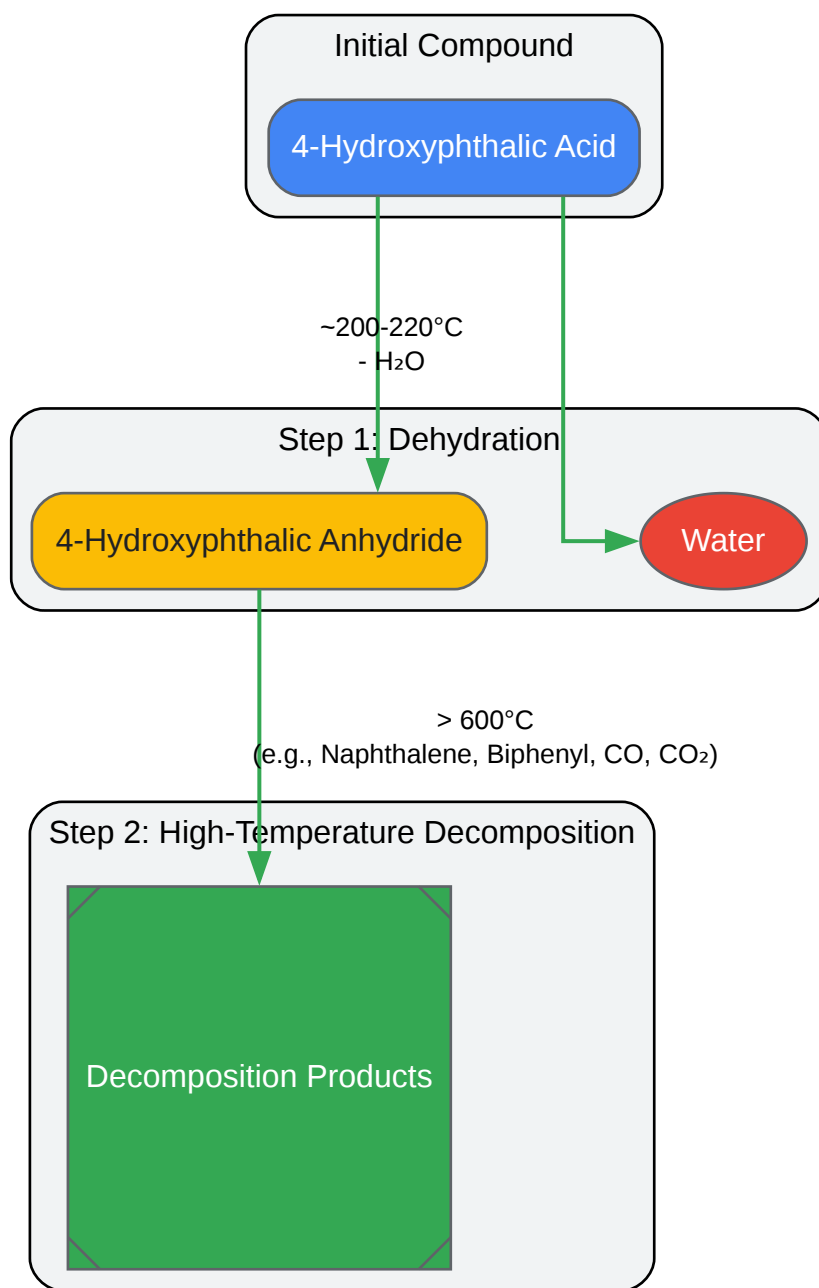 Initial Compound
4-Hydroxyphthalic Acid
~200-220°C
- H₂O
Step 1: Dehydration
4-Hydroxyphthalic Anhydride
Water
> 600°C
(e.g., Naphthalene, Biphenyl, CO, CO₂)
Step 2: High-Temperature Decomposition
Decomposition Products